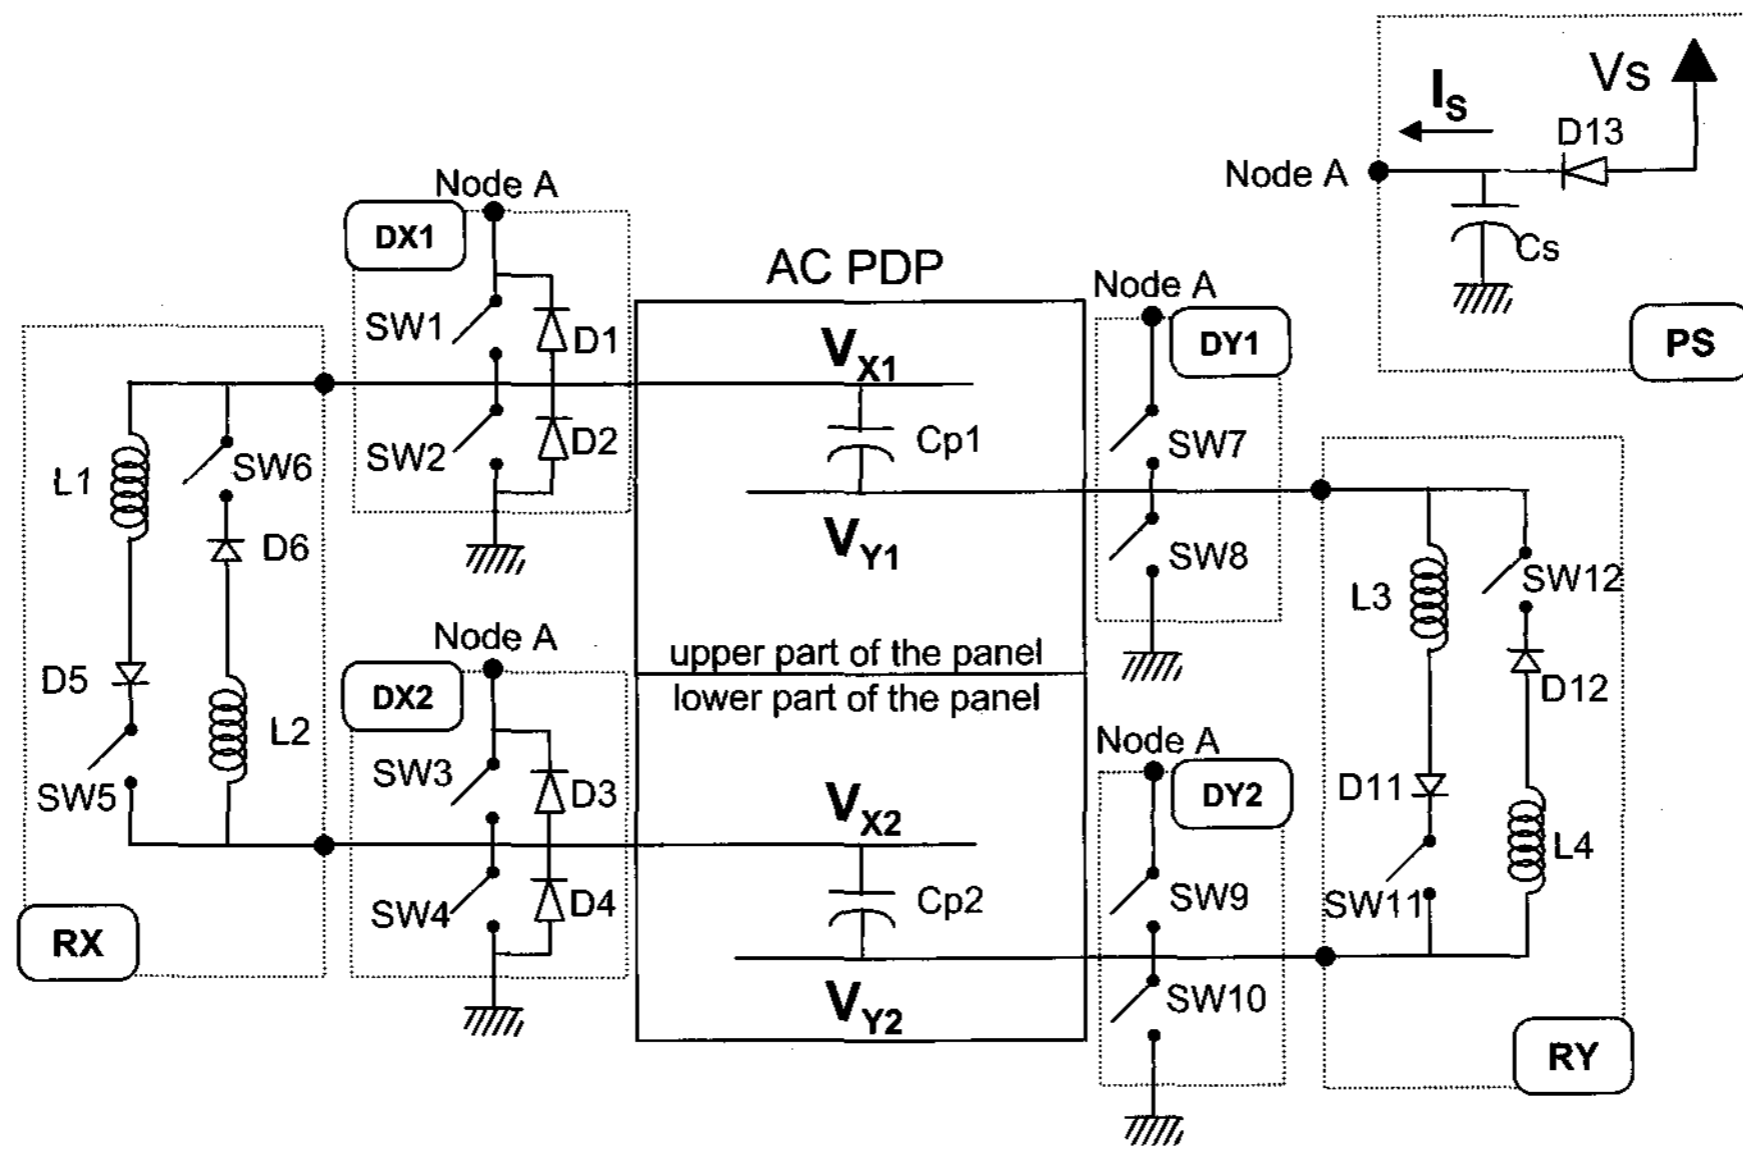 Vs
Is
D13
Node A
Cs
PS
Node A
DX1
SW1
D1
SW2
D2
AC PDP
VX1
Cp1
VY1
upper part of the panel
lower part of the panel
VX2
Cp2
VY2
Node A
DY1
SW7
SW8
L1
SW6
D6
D5
L2
SW5
RX
Node A
DX2
SW3
D3
SW4
D4
Node A
DY2
SW9
SW10
L3
SW12
D12
D11
L4
SW11
RY